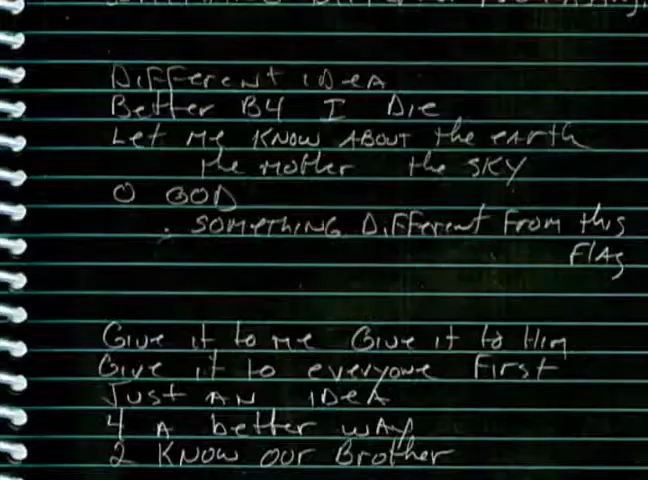 DiFFerent iDeA
Better B4 I Die
Let Me KNOW ABOUT the eArth
the Mother the SKY
O GOD
: SOMeTHING DiFFerent From this
FlAg
Give it to Me Give it to Him
Give it to everyone First
Just AN iDeA
4 A better wAy
2 KNOW our Brother